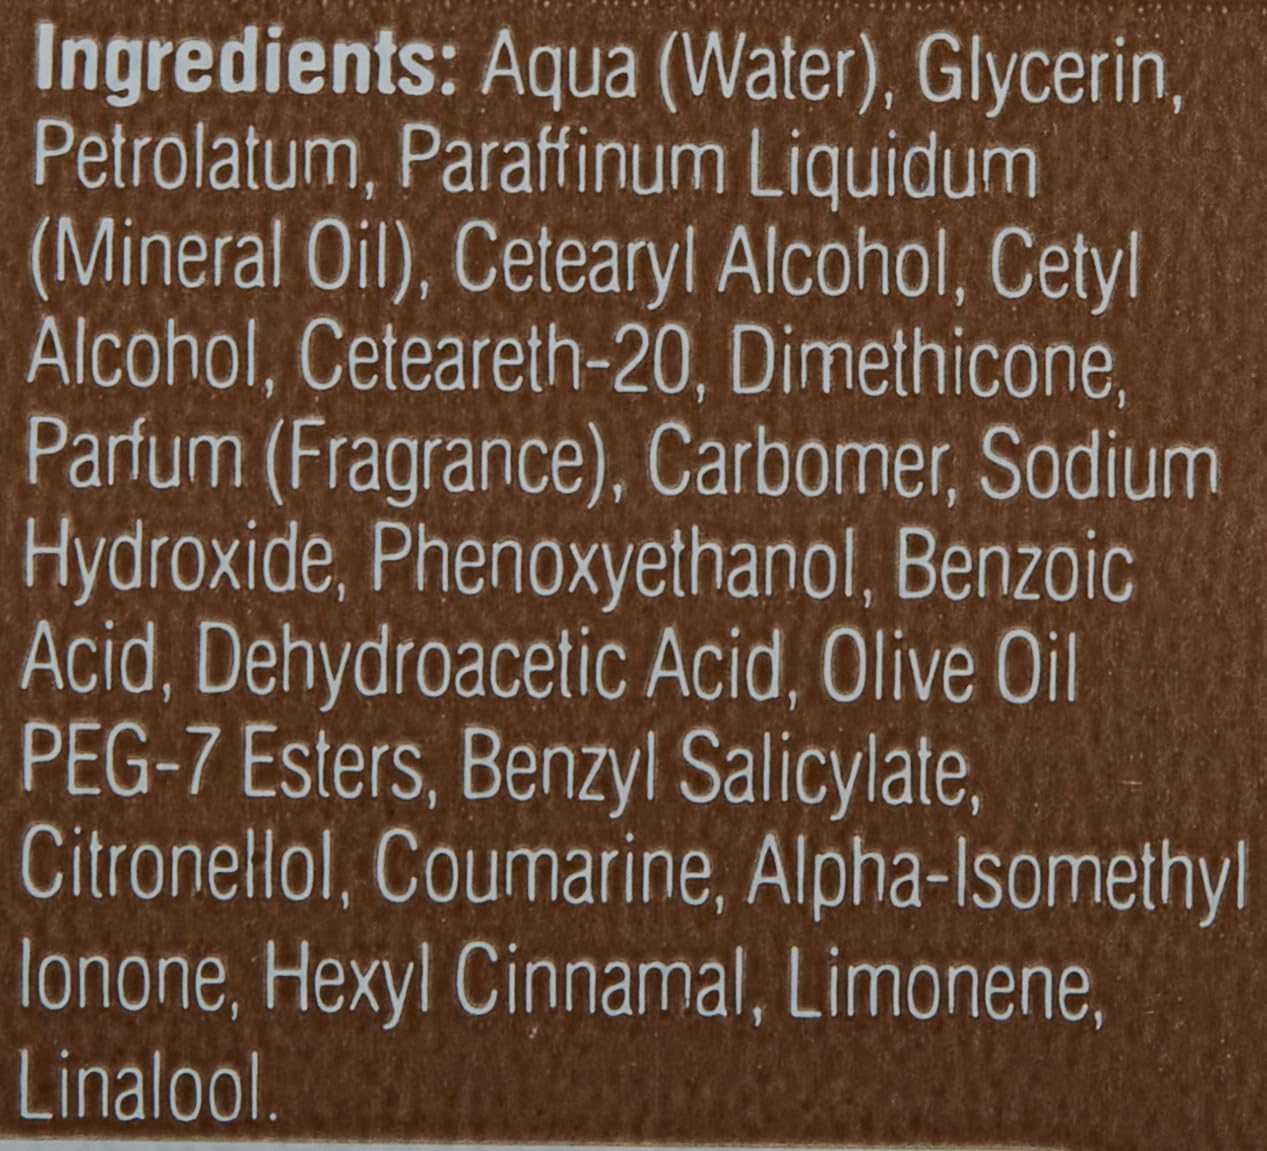 Ingredients: Aqua (Water), Glycerin,
Petrolatum, Paraffinum Liquidum
(Mineral Oil), Cetearyl Alcohol, Cetyl
Alcohol, Ceteareth-20, Dimethicone,
Parfum (Fragrance), Carbomer, Sodium
Hydroxide, Phenoxyethanol, Benzoic
Acid, Dehydroacetic Acid, Olive Oil
PEG-7 Esters, Benzyl Salicylate,
Citronellol, Coumarine, Alpha-Isomethyl
Ionone, Hexyl Cinnamal, Limonene,
Linalool.